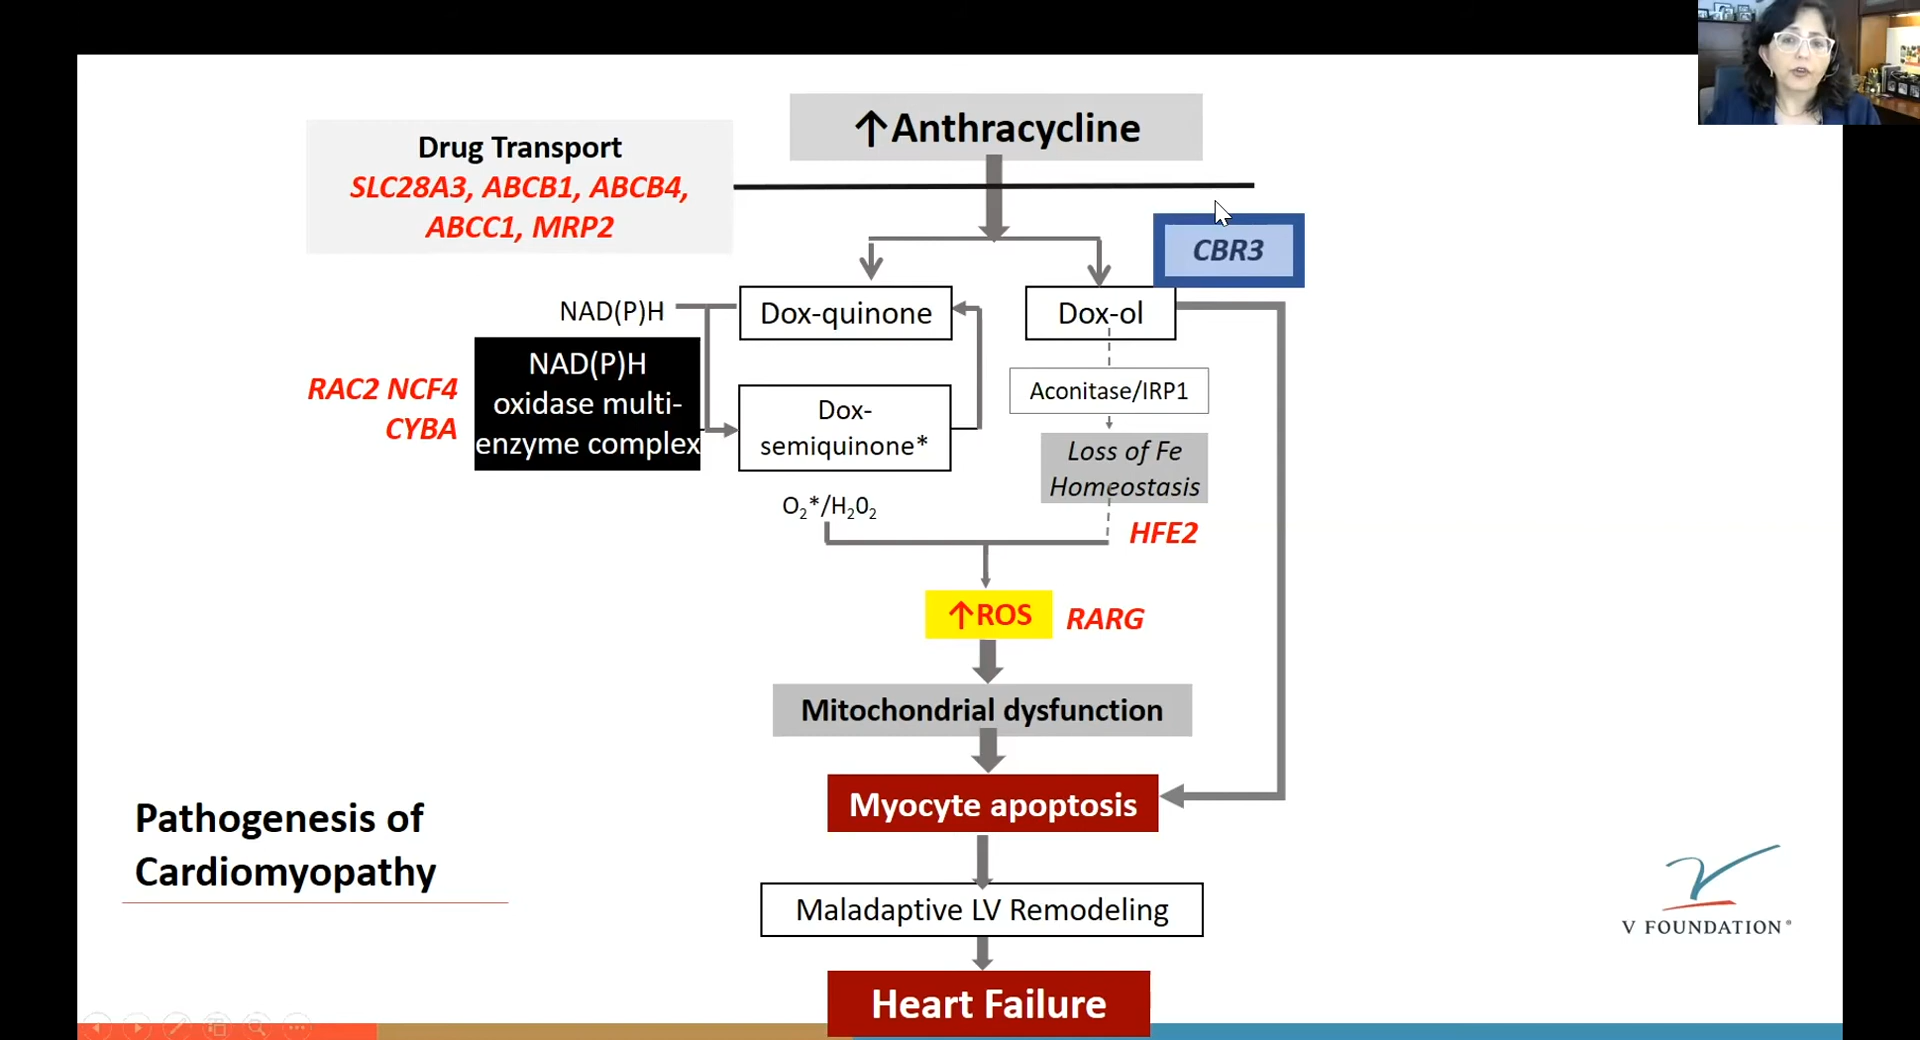 ↑Anthracycline
Drug Transport
SLC28A3, ABCB1, ABCB4,
ABCC1, MRP2
CBR3
NAD(P)H
Dox-quinone
Dox-ol
NAD(P)H
oxidase multi-
enzyme complex
RAC2 NCF4
CYBA
Dox-
semiquinone*
Aconitase/IRP1
Loss of Fe
Homeostasis
O₂*/H₂0₂
HFE2
↑ROS
RARG
Mitochondrial dysfunction
Myocyte apoptosis
Pathogenesis of
Cardiomyopathy
Maladaptive LV Remodeling
Heart Failure
V FOUNDATION®